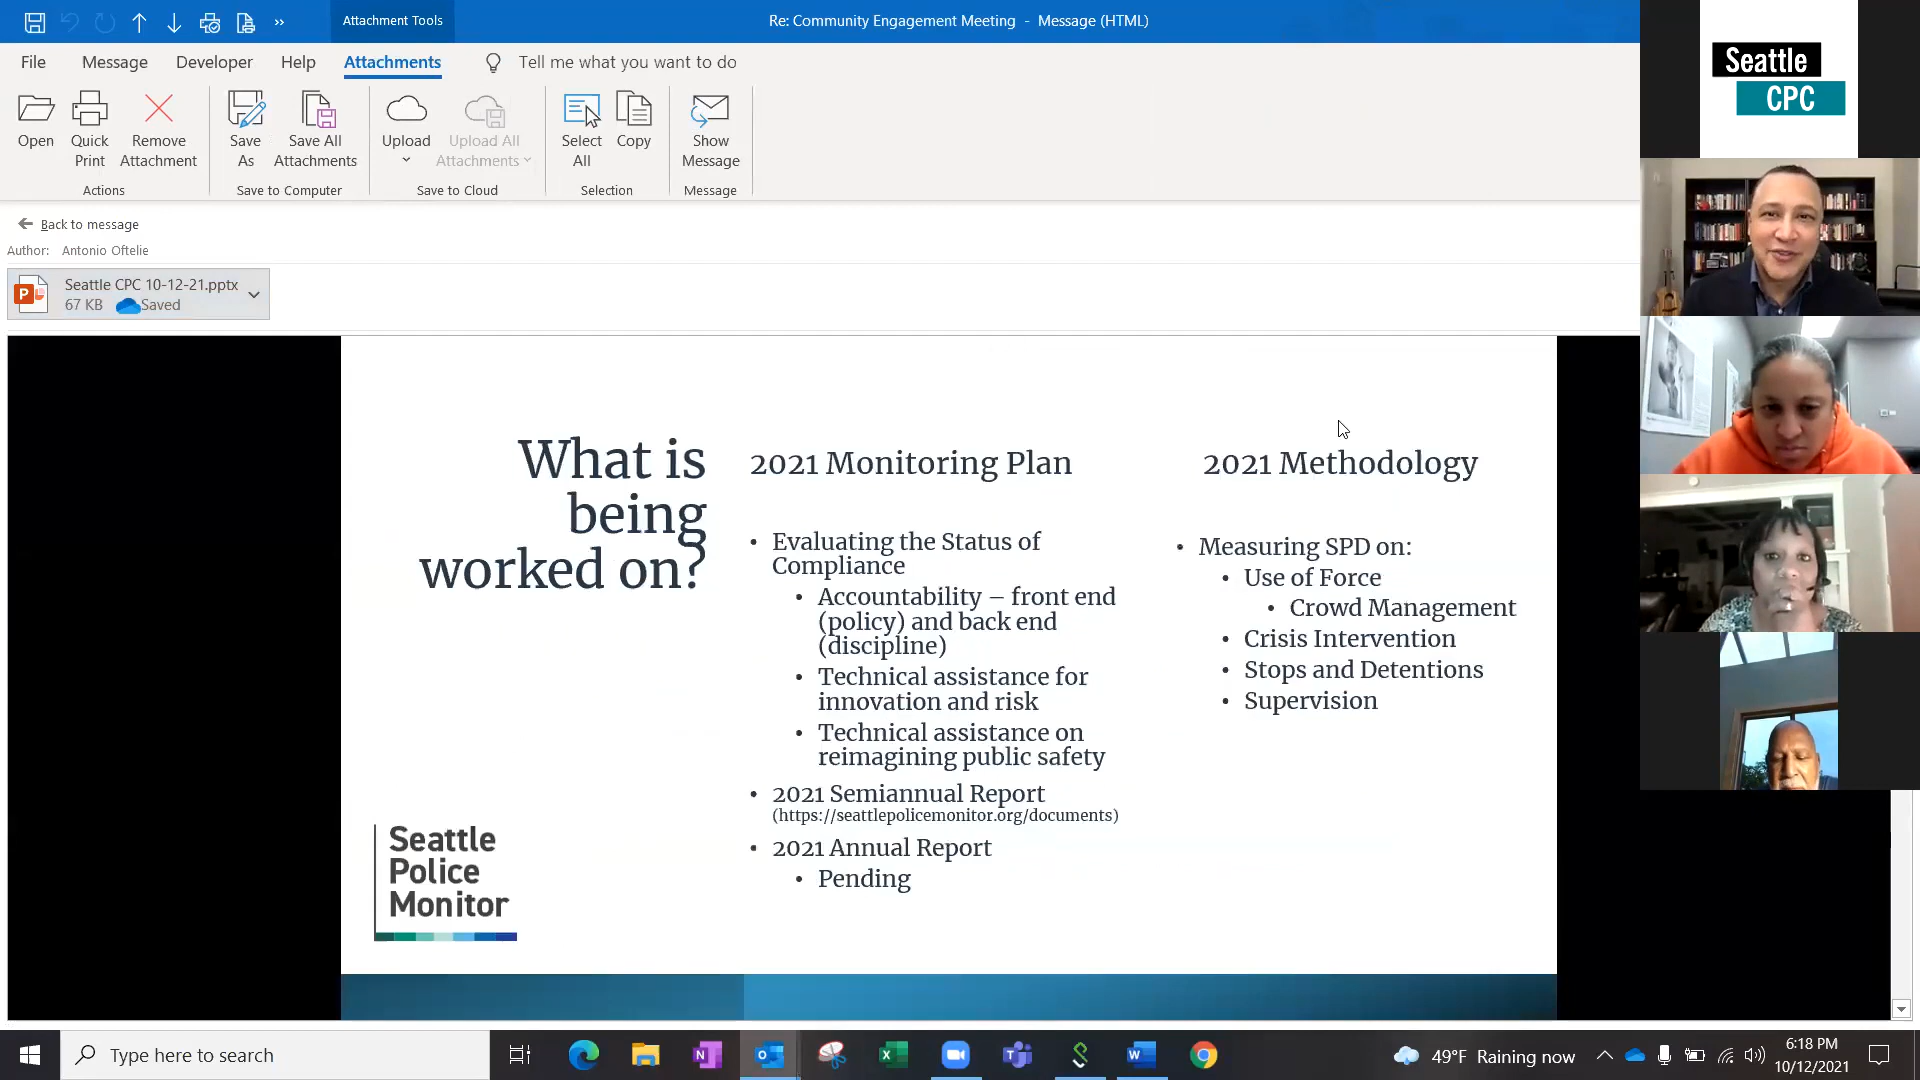 Attachment Tools
Re: Community Engagement Meeting - Message (HTML)
File Message Developer Help Attachments Tell me what you want to do
Open
Quick Print
Remove Attachment
Save As
Save All Attachments
Upload
Upload All Attachments
Select All
Copy
Show Message
Actions
Save to Computer
Save to Cloud
Selection
Message
Back to message
Author: Antonio Oftelie
Seattle CPC 10-12-21.pptx
67 KB Saved
What is
being
worked on?
2021 Monitoring Plan
• Evaluating the Status of
Compliance
• Accountability – front end
(policy) and back end
(discipline)
• Technical assistance for
innovation and risk
• Technical assistance on
reimagining public safety
• 2021 Semiannual Report
(https://seattlepolicemonitor.org/documents)
• 2021 Annual Report
• Pending
2021 Methodology
• Measuring SPD on:
• Use of Force
• Crowd Management
• Crisis Intervention
• Stops and Detentions
• Supervision
Seattle
Police
Monitor
Seattle
CPC
Type here to search
49°F Raining now
6:18 PM
10/12/2021